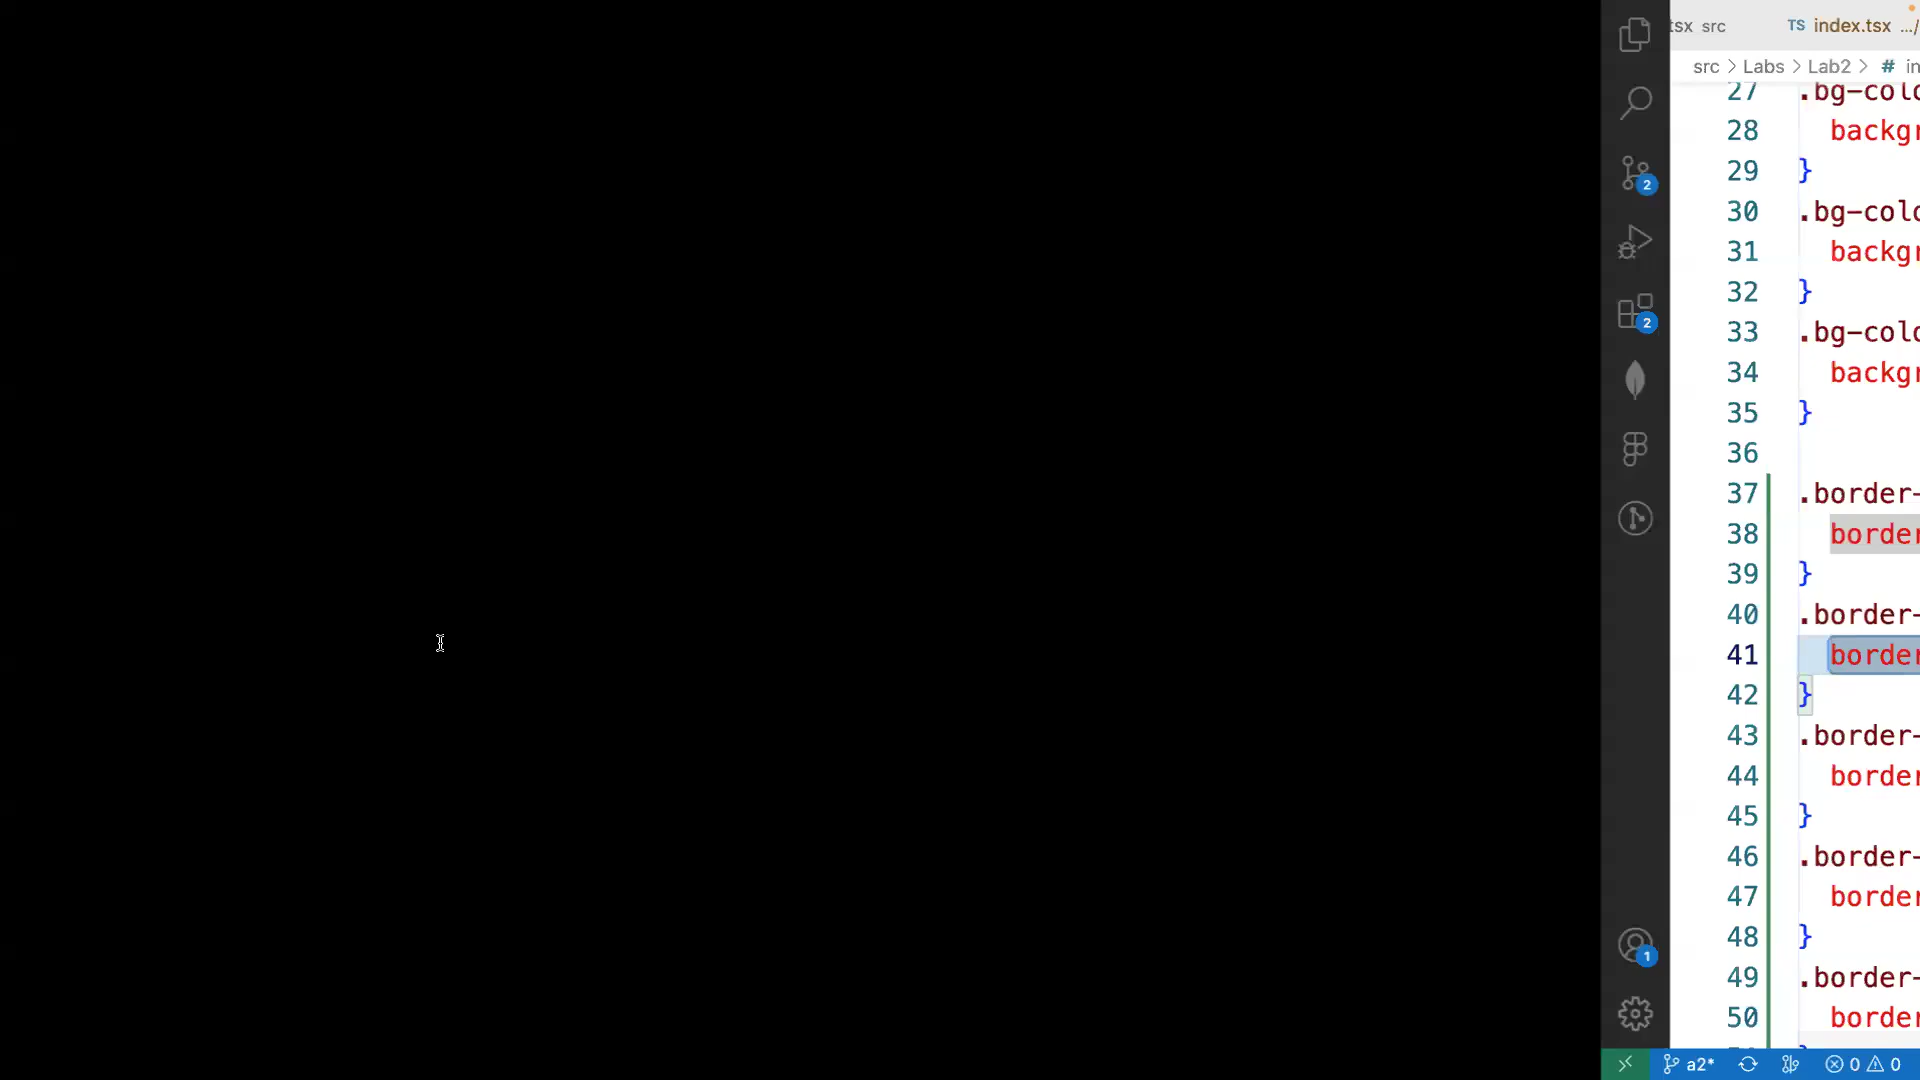 tsx src TS index.tsx .../
src > Labs > Lab2 > # in
27 .bg-colo
28 backgr
29 }
30 .bg-colo
31 backgr
32 }
33 .bg-colo
34 backgr
35 }
36
37 .border-
38 border
39 }
40 .border-
41 border
42 }
43 .border-
44 border
45 }
46 .border-
47 border
48 }
49 .border-
50 border
2
2
1
a2* 0 0